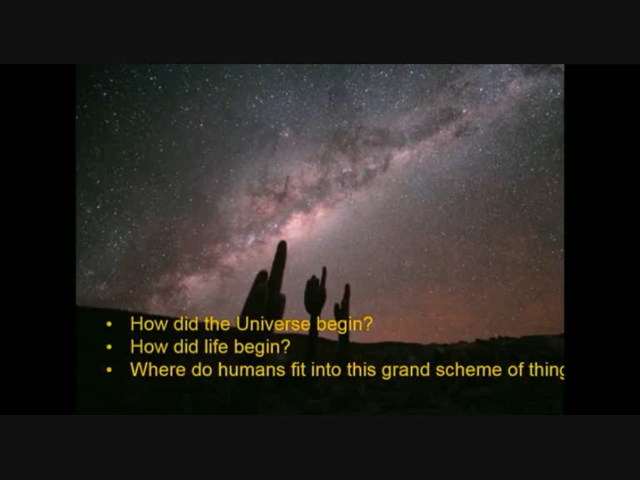 • How did the Universe begin?
• How did life begin?
• Where do humans fit into this grand scheme of thing